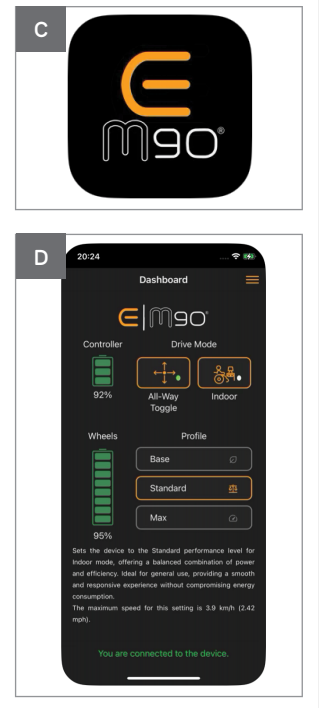 C
e
M90®
D
20:24
Dashboard
e M90®
Controller Drive Mode
92% All-Way Toggle Indoor
Wheels Profile
Base
Standard
Max
95%
Sets the device to the Standard performance level for
Indoor mode, offering a balanced combination of power
and efficiency. Ideal for general use, providing a smooth
and responsive experience without compromising energy
consumption.
The maximum speed for this setting is 3.9 km/h (2.42
mph).
You are connected to the device.